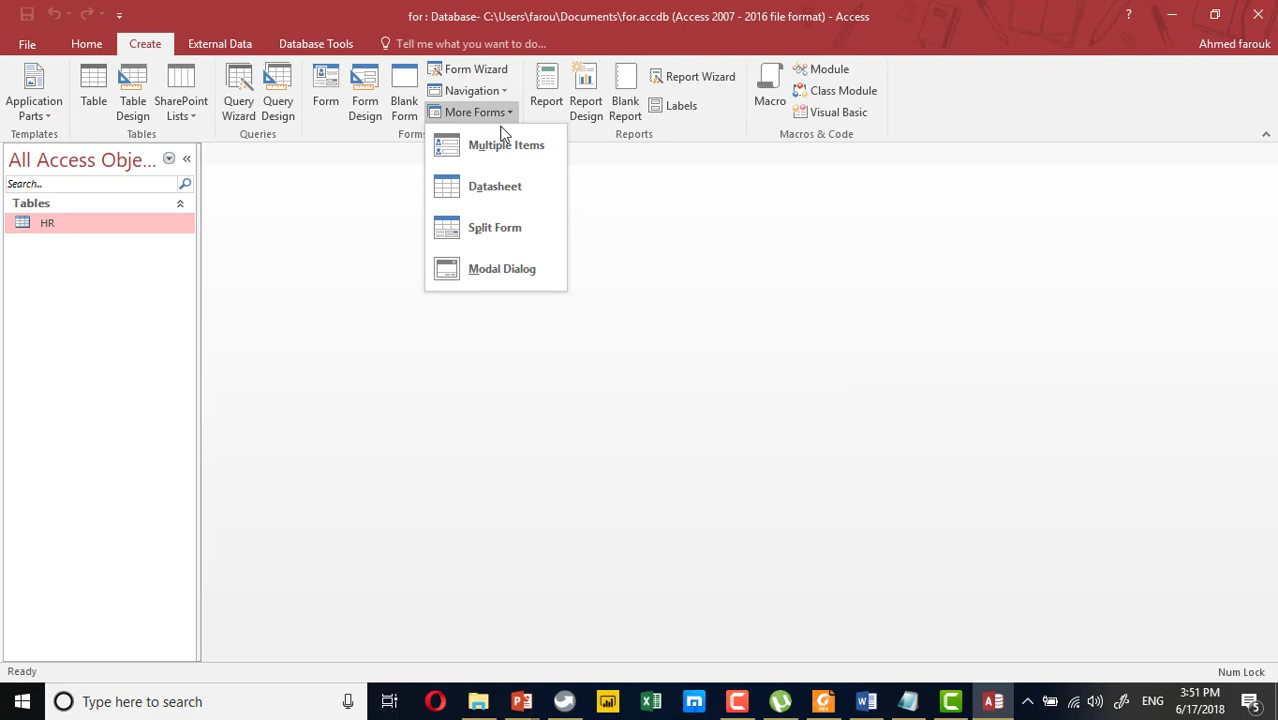 for : Database- C:\Users\farou\Documents\for.accdb (Access 2007 - 2016 file format) - Access
File Home Create External Data Database Tools Tell me what you want to do... Ahmed farouk
Application Parts
Table
Table Design
SharePoint Lists
Query Wizard
Query Design
Form
Form Design
Blank Form
Form Wizard
Navigation
More Forms
Report
Report Design
Blank Report
Report Wizard
Labels
Macro
Module
Class Module
Visual Basic
Templates Tables Queries Forms Reports Macros & Code
Multiple Items
Datasheet
Split Form
Modal Dialog
All Access Obje...
Search...
Tables
HR
Ready Num Lock
Type here to search
ENG
3:51 PM
6/17/2018
5